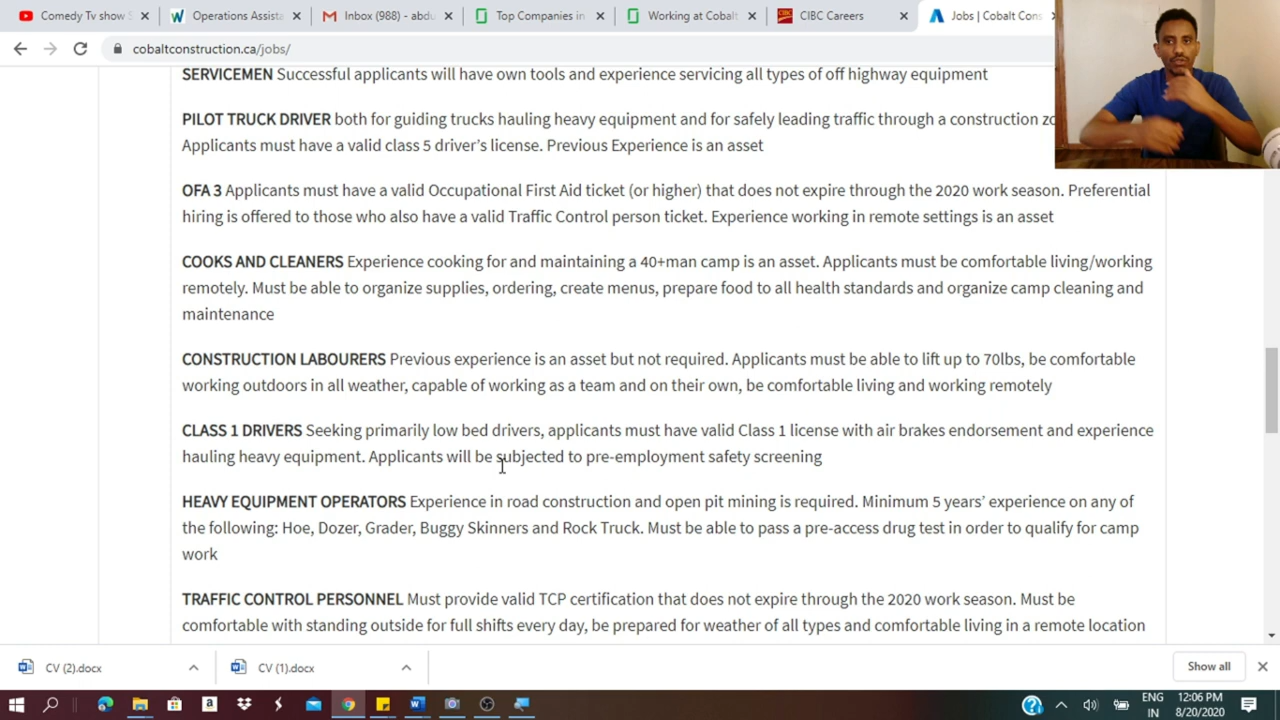 Comedy Tv show S
Operations Assista
Inbox (988) - abdu
Top Companies in
Working at Cobalt
CIBC
CIBC Careers
Jobs | Cobalt Cons
cobaltconstruction.ca/jobs/
SERVICEMEN Successful applicants will have own tools and experience servicing all types of off highway equipment
PILOT TRUCK DRIVER both for guiding trucks hauling heavy equipment and for safely leading traffic through a construction zo
Applicants must have a valid class 5 driver's license. Previous Experience is an asset
OFA 3 Applicants must have a valid Occupational First Aid ticket (or higher) that does not expire through the 2020 work season. Preferential
hiring is offered to those who also have a valid Traffic Control person ticket. Experience working in remote settings is an asset
COOKS AND CLEANERS Experience cooking for and maintaining a 40+man camp is an asset. Applicants must be comfortable living/working
remotely. Must be able to organize supplies, ordering, create menus, prepare food to all health standards and organize camp cleaning and
maintenance
CONSTRUCTION LABOURERS Previous experience is an asset but not required. Applicants must be able to lift up to 70lbs, be comfortable
working outdoors in all weather, capable of working as a team and on their own, be comfortable living and working remotely
CLASS 1 DRIVERS Seeking primarily low bed drivers, applicants must have valid Class 1 license with air brakes endorsement and experience
hauling heavy equipment. Applicants will be subjected to pre-employment safety screening
HEAVY EQUIPMENT OPERATORS Experience in road construction and open pit mining is required. Minimum 5 years' experience on any of
the following: Hoe, Dozer, Grader, Buggy Skinners and Rock Truck. Must be able to pass a pre-access drug test in order to qualify for camp
work
TRAFFIC CONTROL PERSONNEL Must provide valid TCP certification that does not expire through the 2020 work season. Must be
comfortable with standing outside for full shifts every day, be prepared for weather of all types and comfortable living in a remote location
CV (2).docx
CV (1).docx
Show all
ENG
IN
12:06 PM
8/20/2020